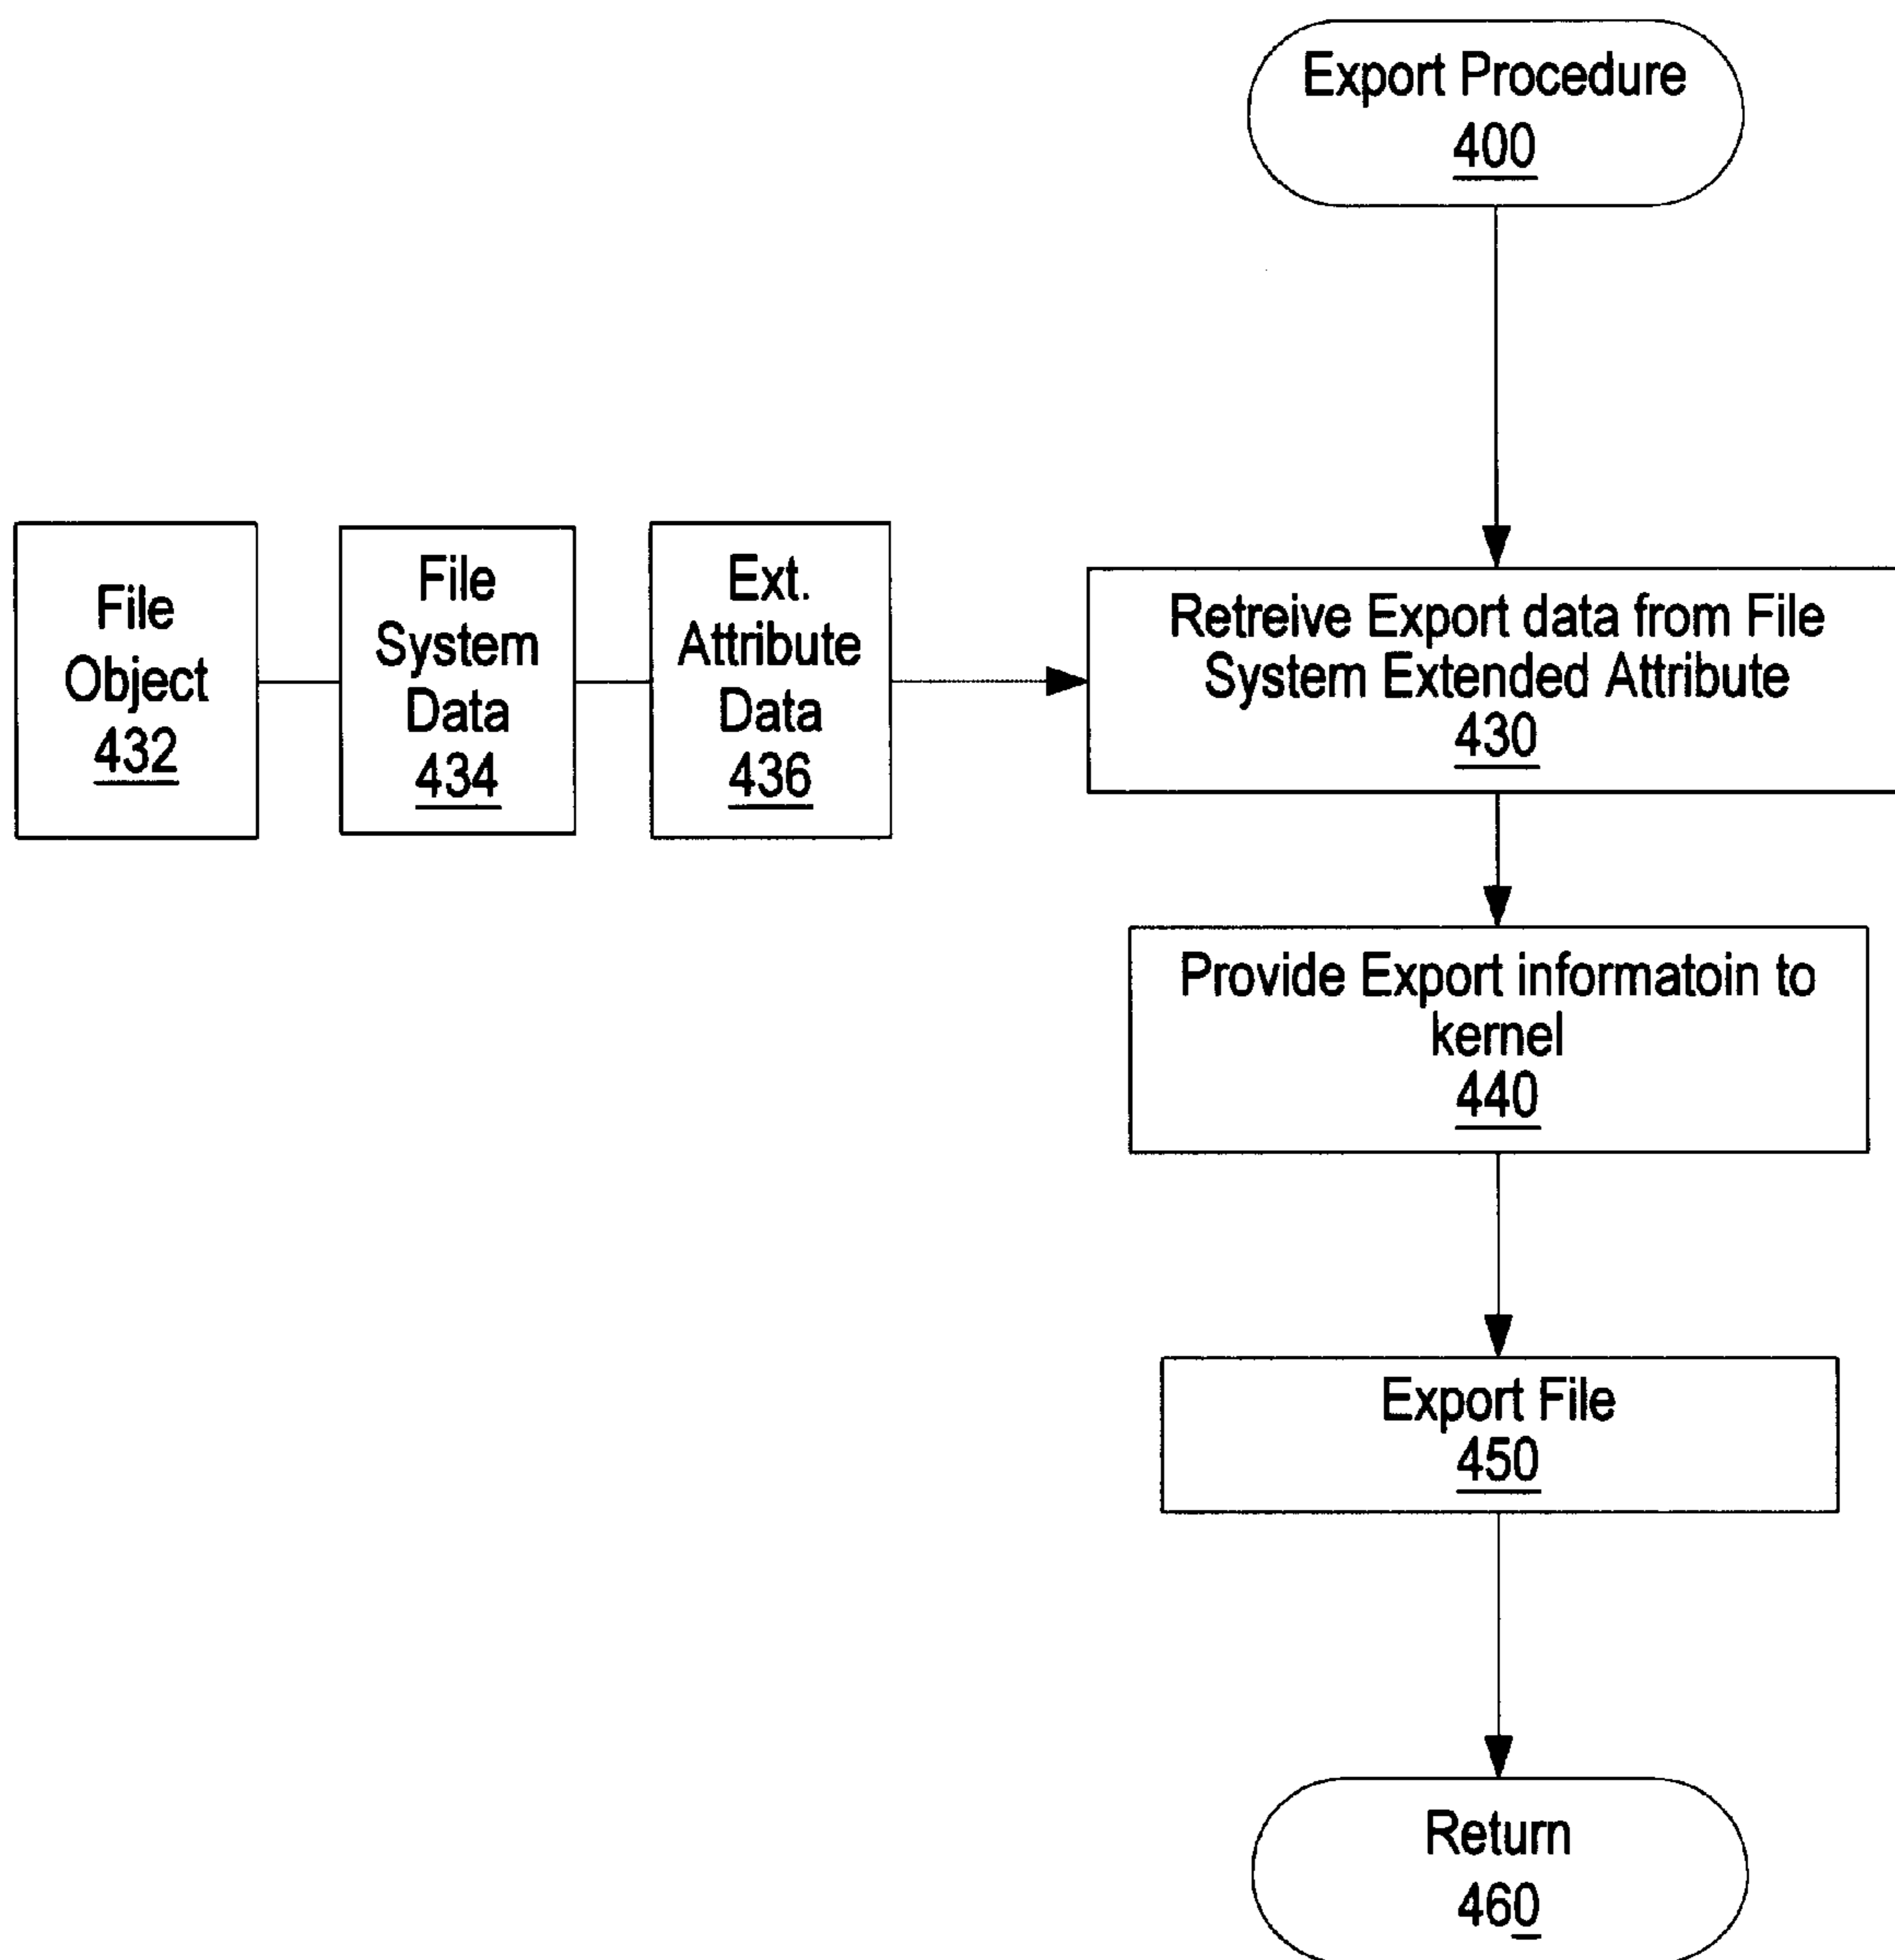 Export Procedure
400
File
Object
432
File
System
Data
434
Ext.
Attribute
Data
436
Retreive Export data from File
System Extended Attribute
430
Provide Export informatoin to
kernel
440
Export File
450
Return
460